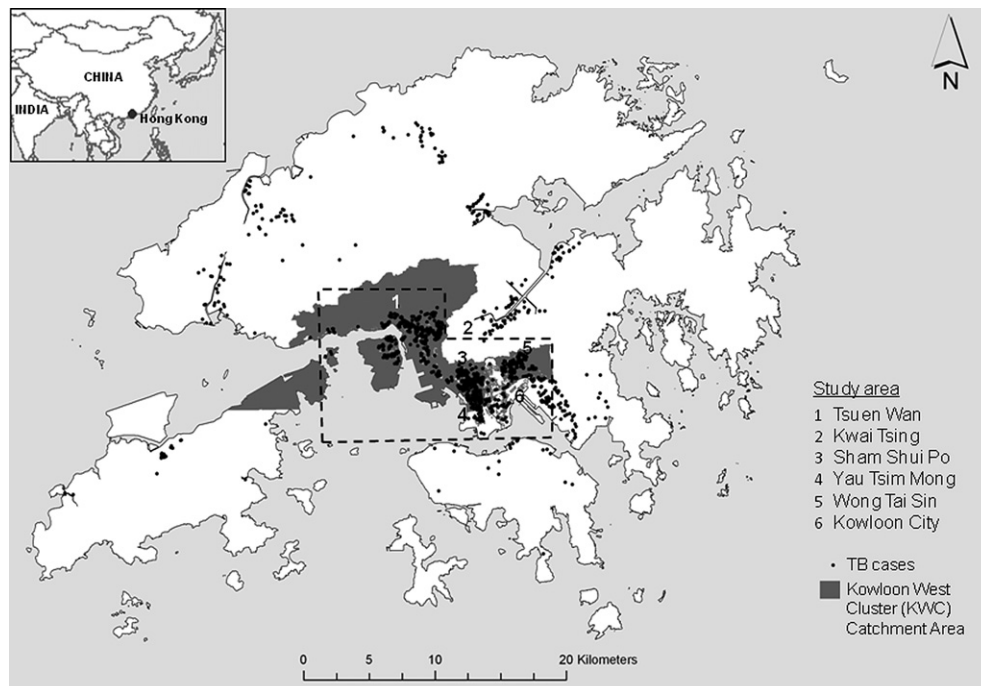 CHINA
INDIA
Hong Kong
N
1
2
3
5
6
4
Study area
1 Tsuen Wan
2 Kwai Tsing
3 Sham Shui Po
4 Yau Tsim Mong
5 Wong Tai Sin
6 Kowloon City
TB cases
Kowloon West
Cluster (KWC)
Catchment Area
0 5 10 20 Kilometers